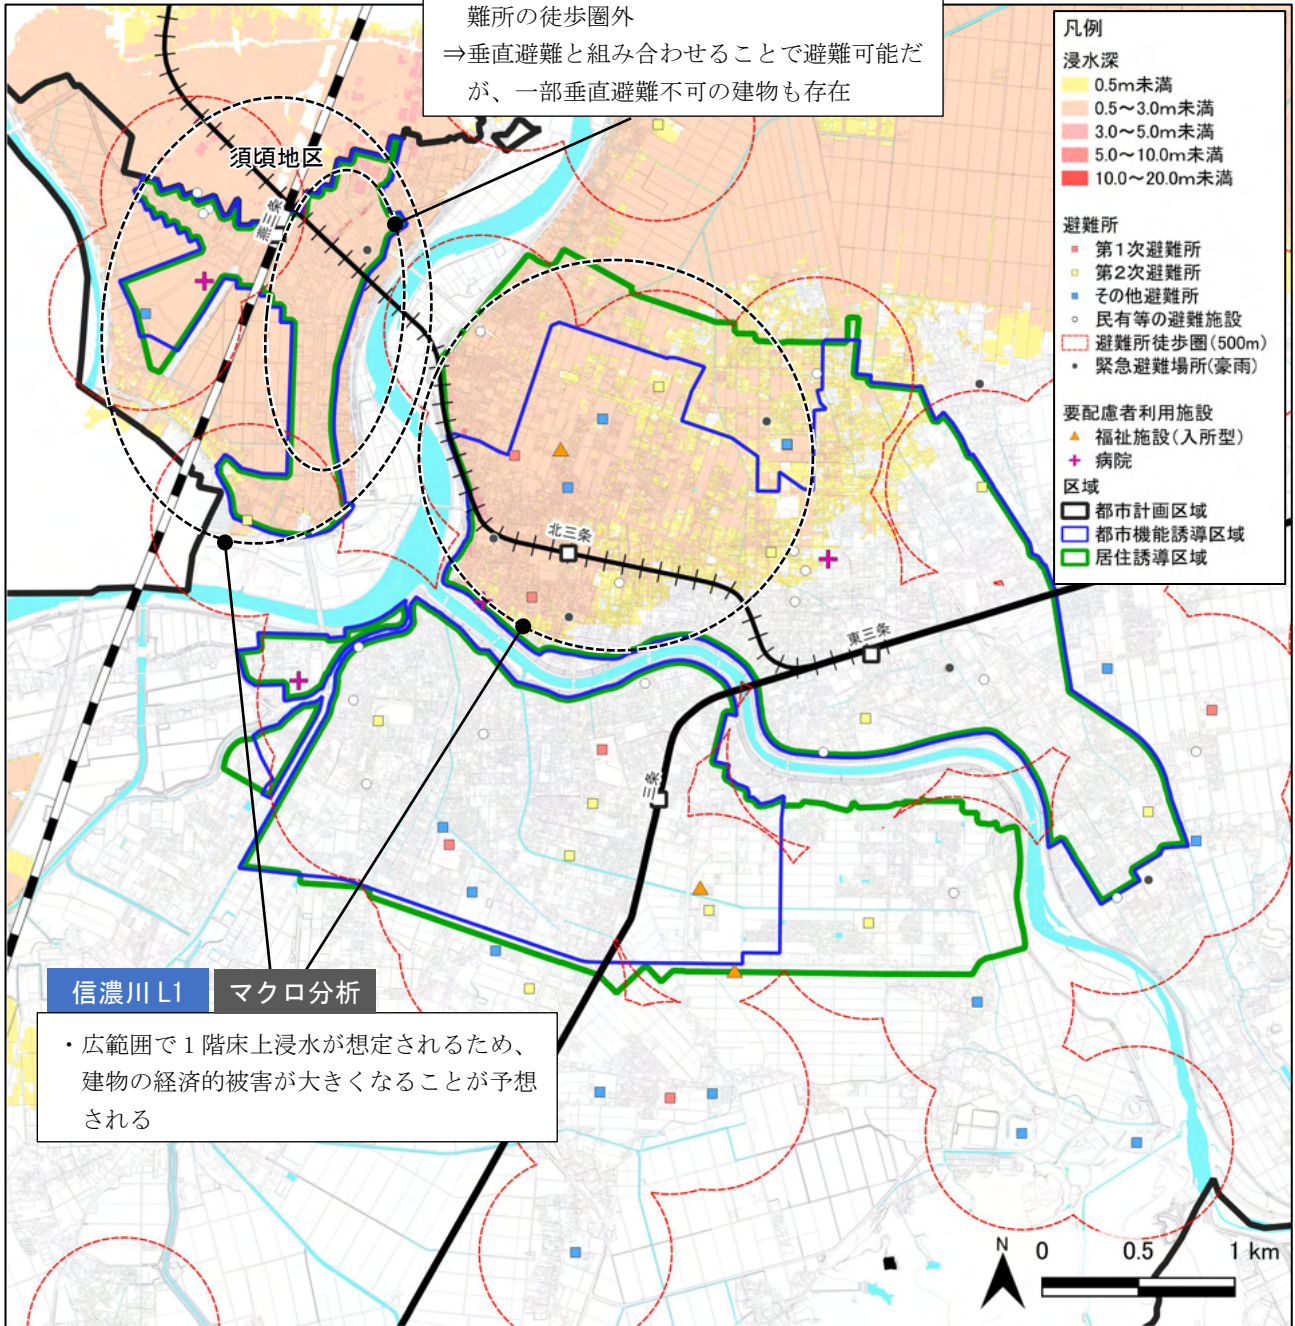 難所の徒歩圏外
⇒垂直避難と組み合わせることで避難可能だ
が、一部垂直避難不可の建物も存在
凡例
浸水深
0.5m未満
0.5～3.0m未満
3.0～5.0m未満
5.0～10.0m未満
10.0～20.0m未満
避難所
第1次避難所
第2次避難所
その他避難所
民有等の避難施設
避難所徒歩圏(500m)
緊急避難場所(豪雨)
要配慮者利用施設
福祉施設(入所型)
病院
区域
都市計画区域
都市機能誘導区域
居住誘導区域
須頃地区
燕三条
北三条
東三条
三条
信濃川 L1
マクロ分析
・広範囲で１階床上浸水が想定されるため、
建物の経済的被害が大きくなることが予想
される
N
0 0.5 1 km